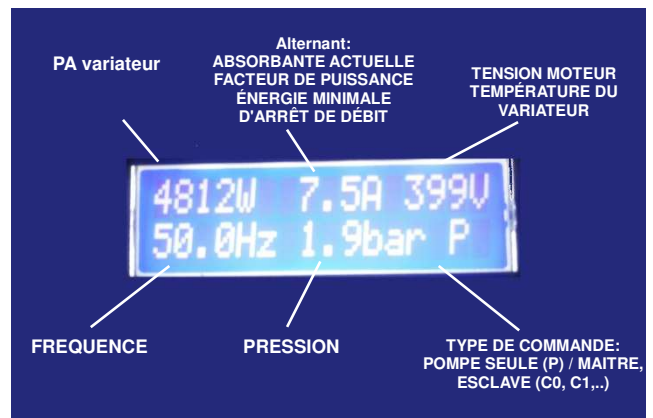 PA variateur
Alternant:
ABSORBANTE ACTUELLE
FACTEUR DE PUISSANCE
ÉNERGIE MINIMALE
D'ARRÊT DE DÉBIT
TENSION MOTEUR
TEMPÉRATURE DU
VARIATEUR
4812W 7.5A 399V
50.0Hz 1.9bar P
FREQUENCE
PRESSION
TYPE DE COMMANDE:
POMPE SEULE (P) / MAITRE,
ESCLAVE (C0, C1,..)